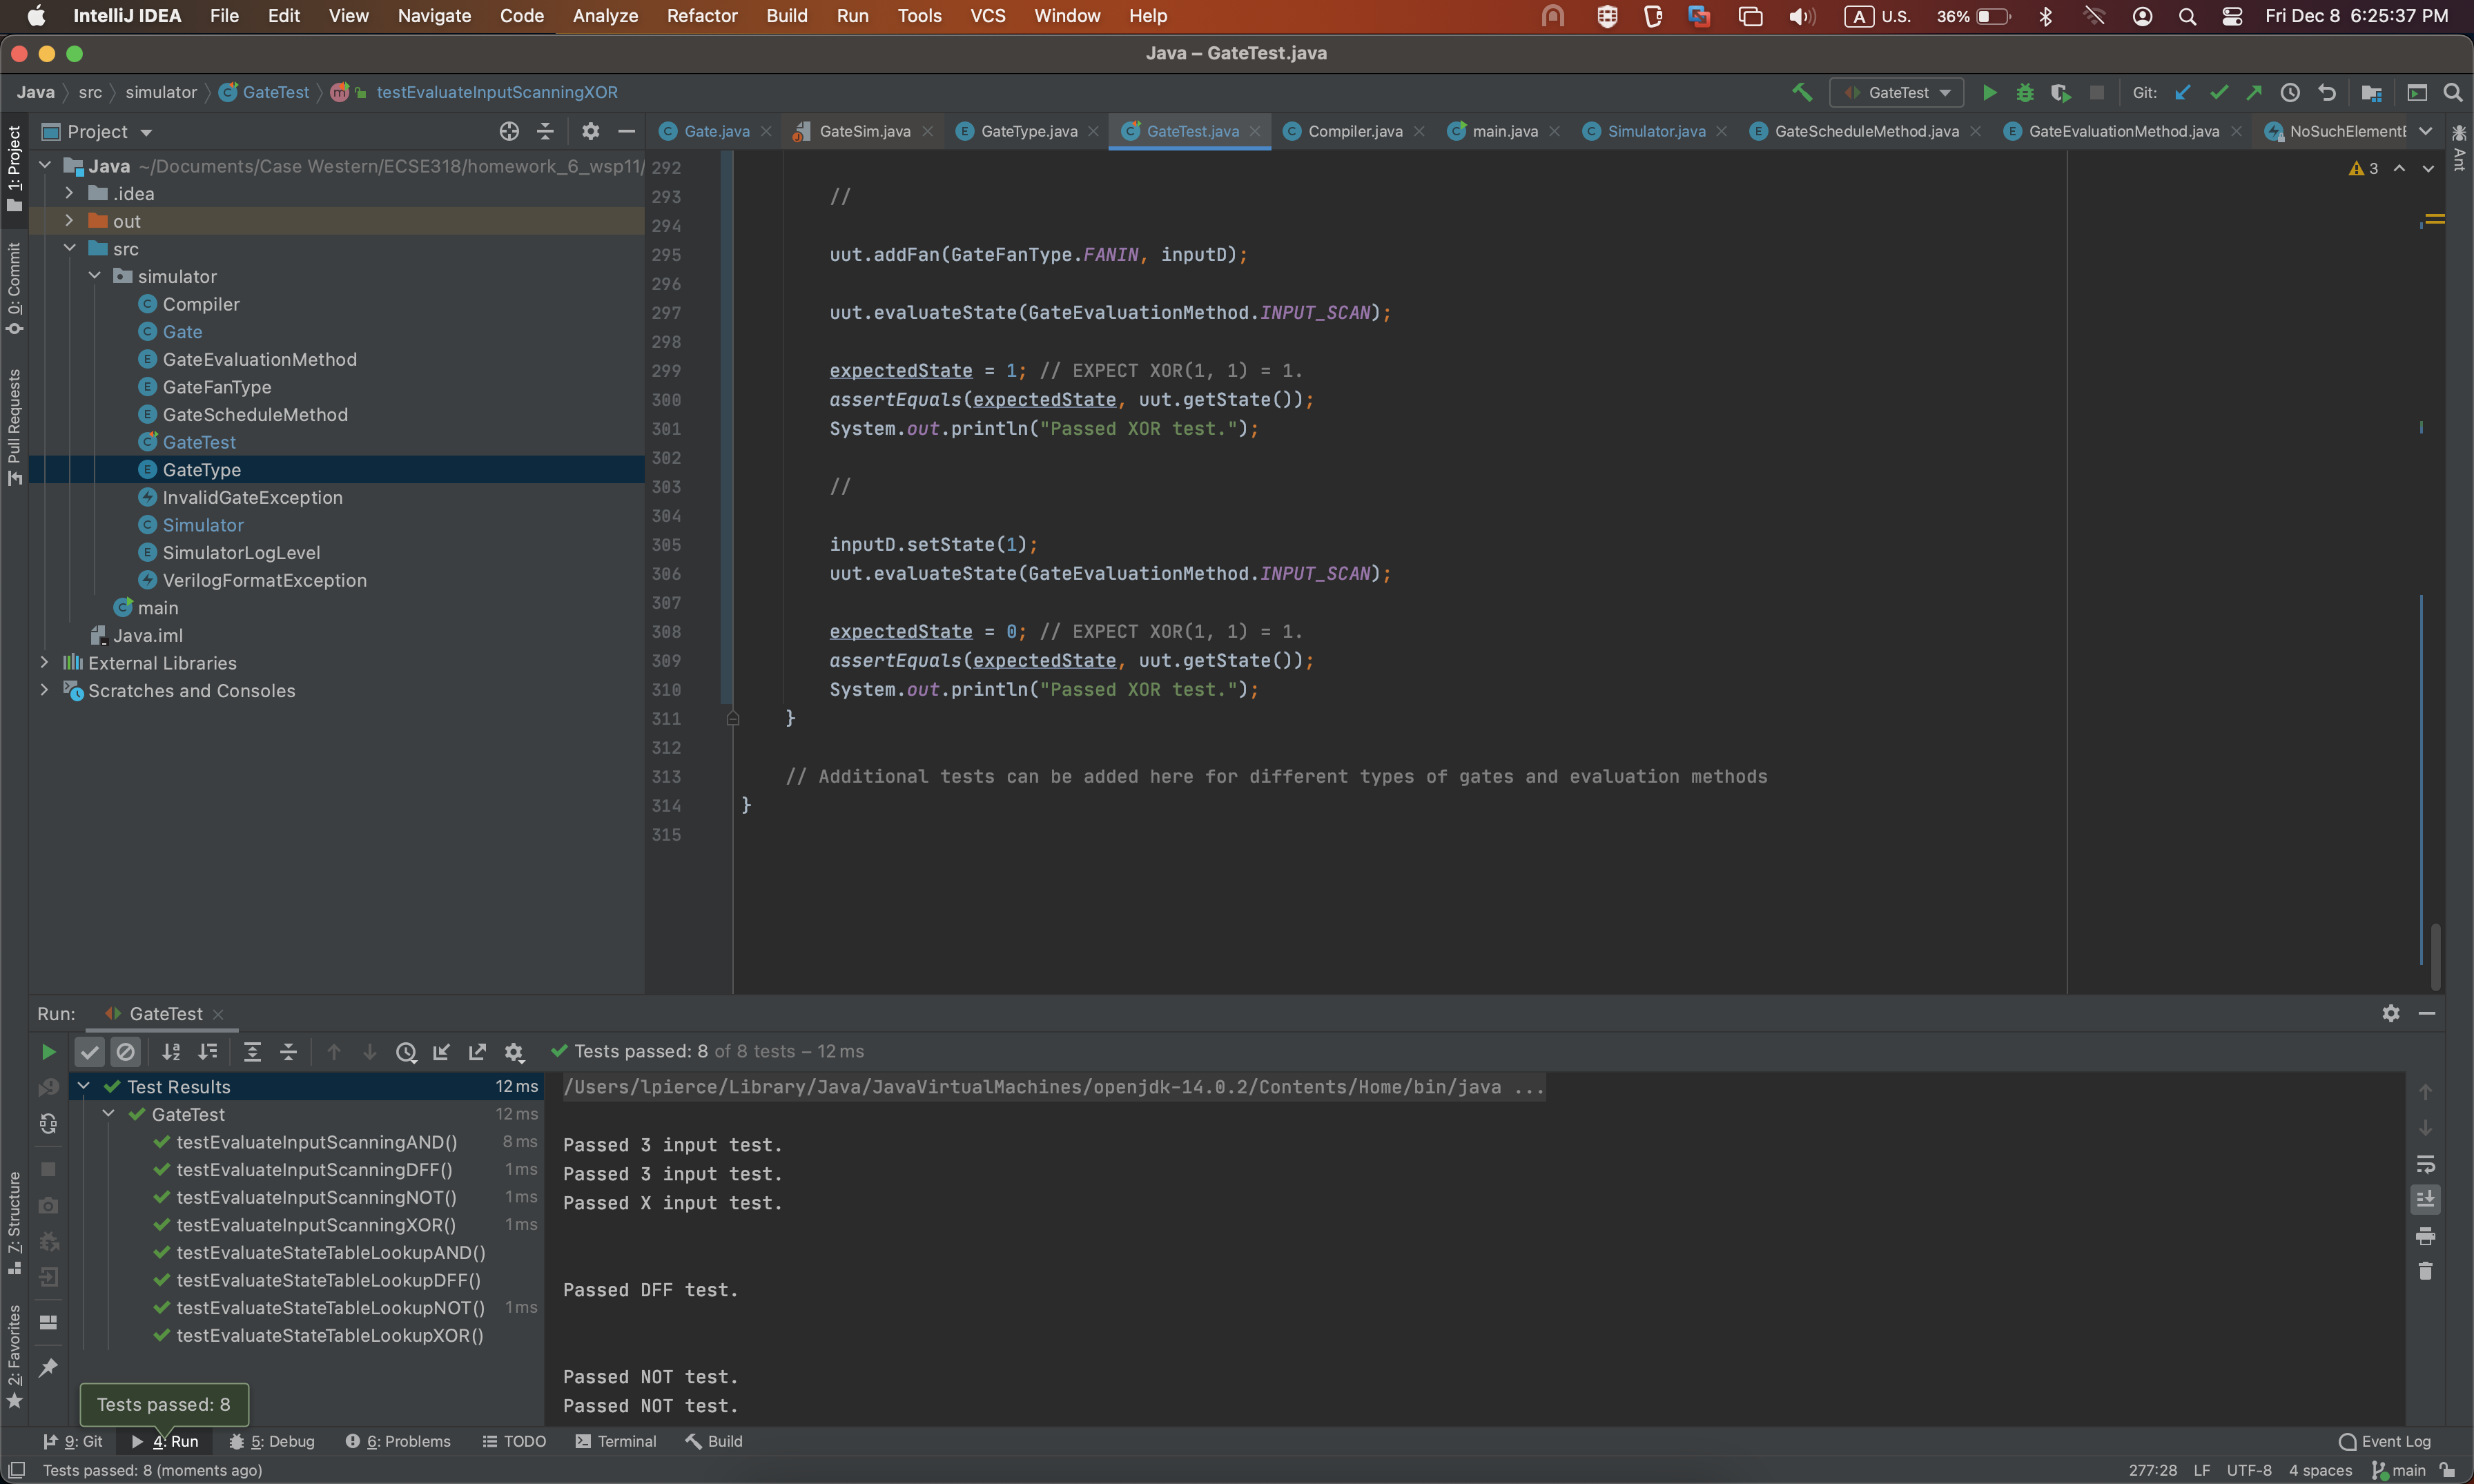 IntelliJ IDEA File Edit View Navigate Code Analyze Refactor Build Run Tools VCS Window Help A U.S. 36% Fri Dec 8 6:25:37 PM
Java – GateTest.java
Java src simulator GateTest m testEvaluateInputScanningXOR GateTest Git:
Project
Gate.java GateSim.java GateType.java GateTest.java Compiler.java main.java Simulator.java GateScheduleMethod.java GateEvaluationMethod.java NoSuchElementE
1: Project
0: Commit
Pull Requests
7: Structure
2: Favorites
Ant
Java ~/Documents/Case Western/ECSE318/homework_6_wsp11/
.idea
out
src
simulator
Compiler
Gate
GateEvaluationMethod
GateFanType
GateScheduleMethod
GateTest
GateType
InvalidGateException
Simulator
SimulatorLogLevel
VerilogFormatException
main
Java.iml
External Libraries
Scratches and Consoles
3
292
293 //
294
295 uut.addFan(GateFanType.FANIN, inputD);
296
297 uut.evaluateState(GateEvaluationMethod.INPUT_SCAN);
298
299 expectedState = 1; // EXPECT XOR(1, 1) = 1.
300 assertEquals(expectedState, uut.getState());
301 System.out.println("Passed XOR test.");
302
303 //
304
305 inputD.setState(1);
306 uut.evaluateState(GateEvaluationMethod.INPUT_SCAN);
307
308 expectedState = 0; // EXPECT XOR(1, 1) = 1.
309 assertEquals(expectedState, uut.getState());
310 System.out.println("Passed XOR test.");
311 }
312
313 // Additional tests can be added here for different types of gates and evaluation methods
314 }
315
Run: GateTest
Tests passed: 8 of 8 tests – 12 ms
Test Results 12 ms
GateTest 12 ms
testEvaluateInputScanningAND() 8 ms
testEvaluateInputScanningDFF() 1 ms
testEvaluateInputScanningNOT() 1 ms
testEvaluateInputScanningXOR() 1 ms
testEvaluateStateTableLookupAND()
testEvaluateStateTableLookupDFF()
testEvaluateStateTableLookupNOT() 1 ms
testEvaluateStateTableLookupXOR()
/Users/lpierce/Library/Java/JavaVirtualMachines/openjdk-14.0.2/Contents/Home/bin/java ...
Passed 3 input test.
Passed 3 input test.
Passed X input test.
Passed DFF test.
Passed NOT test.
Passed NOT test.
Tests passed: 8
9: Git 4: Run 5: Debug 6: Problems TODO Terminal Build Event Log
Tests passed: 8 (moments ago) 277:28 LF UTF-8 4 spaces main